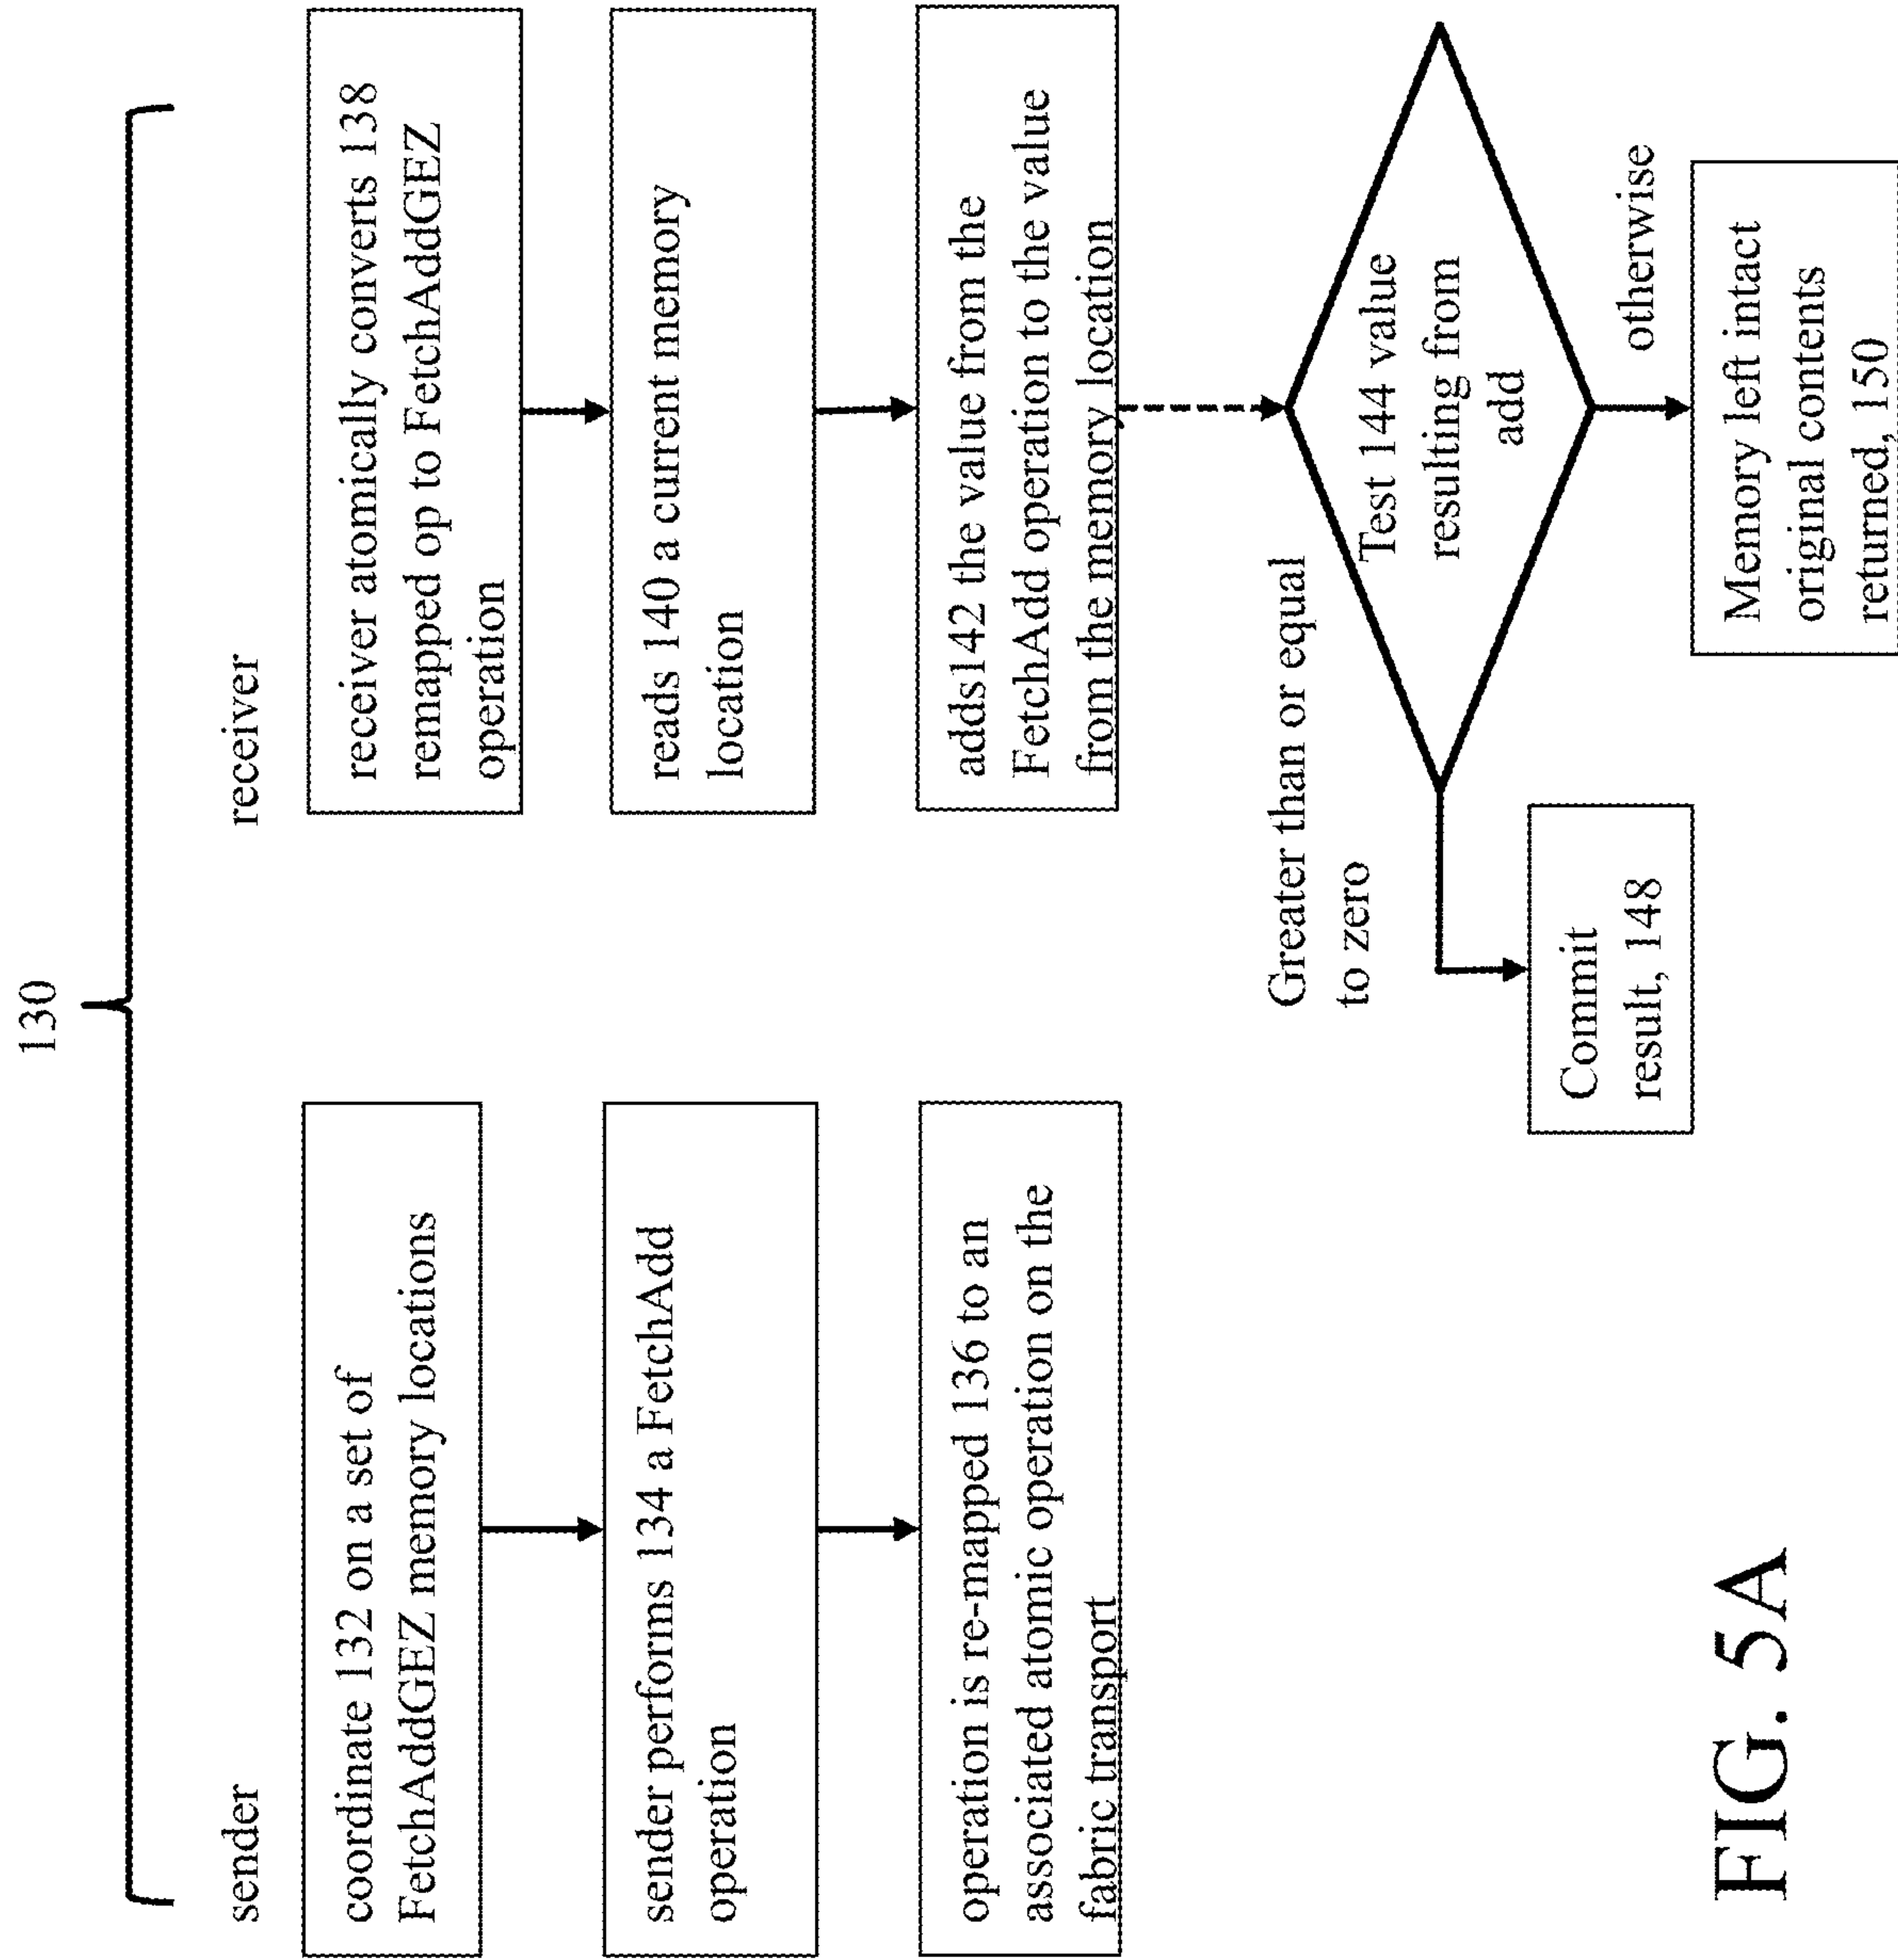 130
sender
coordinate 132 on a set of
FetchAddGEZ memory locations
sender performs 134 a FetchAdd
operation
operation is re-mapped 136 to an
associated atomic operation on the
fabric transport
receiver
receiver atomically converts 138
remapped op to FetchAddGEZ
operation
reads 140 a current memory
location
adds142 the value from the
FetchAdd operation to the value
from the memory location
Greater than or equal
to zero
Test 144 value
resulting from
add
otherwise
Commit
result, 148
Memory left intact
original contents
returned, 150
FIG. 5A